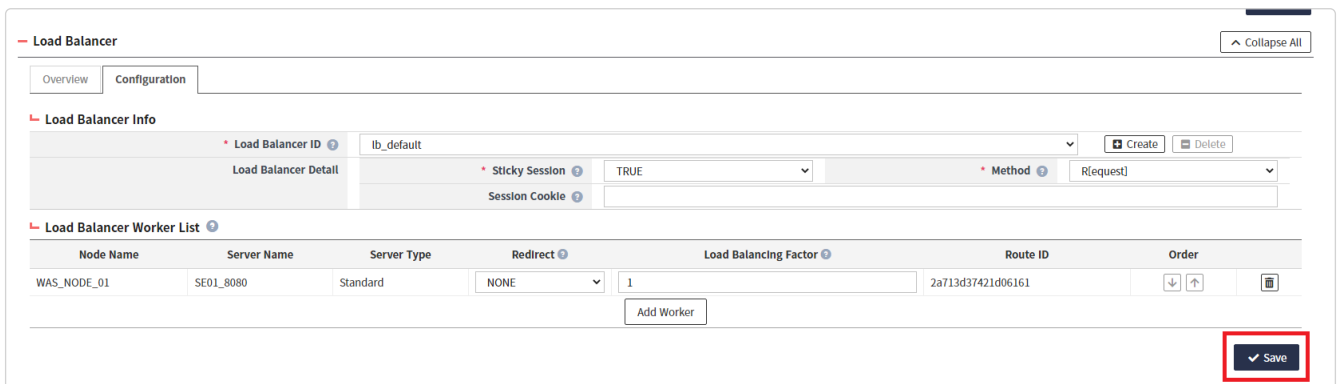 Load Balancer
Collapse All
Overview Configuration
Load Balancer Info
* Load Balancer ID ? lb_default Create Delete
Load Balancer Detail * Sticky Session ? TRUE * Method ? R[equest]
Session Cookie ?
Load Balancer Worker List ?
Node Name Server Name Server Type Redirect ? Load Balancing Factor ? Route ID Order
WAS_NODE_01 SE01_8080 Standard NONE 1 2a713d37421d06161
Add Worker
Save